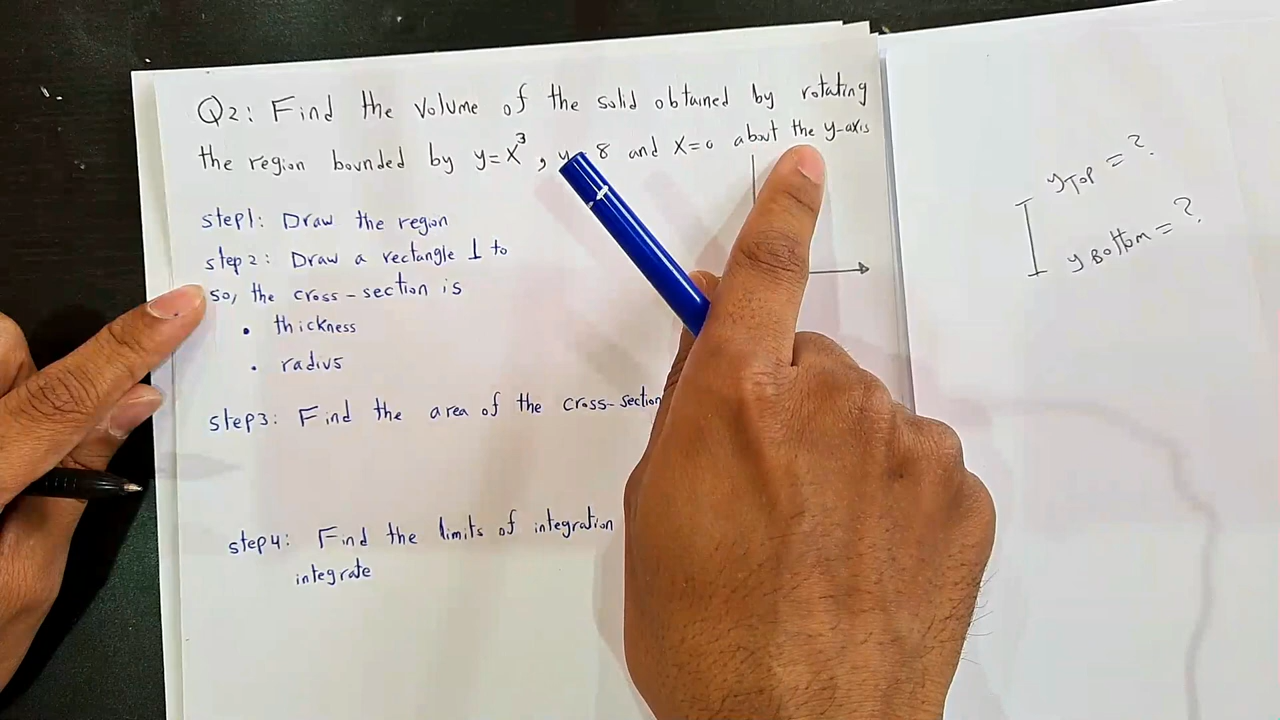 Q2: Find the volume of the solid obtained by rotating
the region bounded by y=x³, y=8 and x=0 about the y-axis
step1: Draw the region
step2: Draw a rectangle ⊥ to
so, the cross-section is
• thickness
• radius
step3: Find the area of the cross-section
step4: Find the limits of integration
integrate
y Top = ?
y Bottom = ?